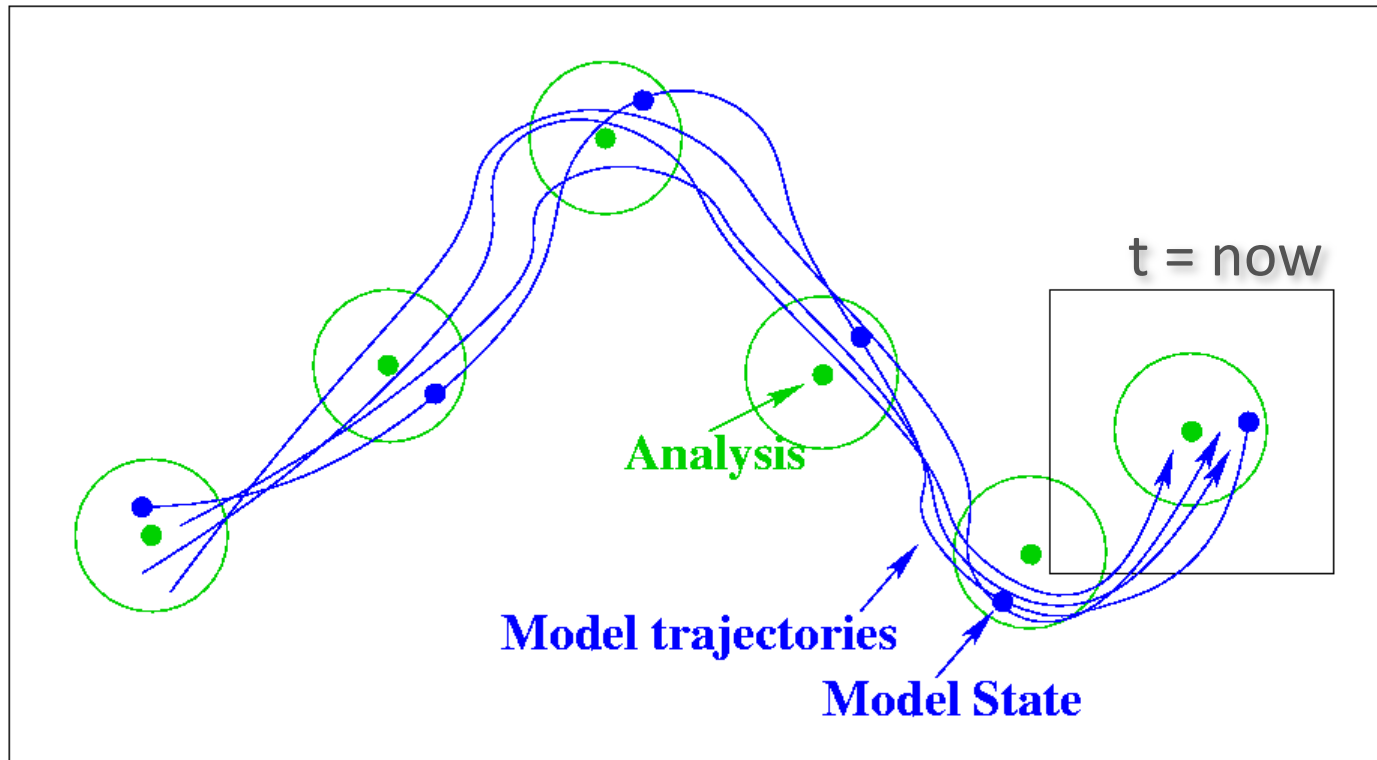 t = now
Analysis
Model trajectories
Model State